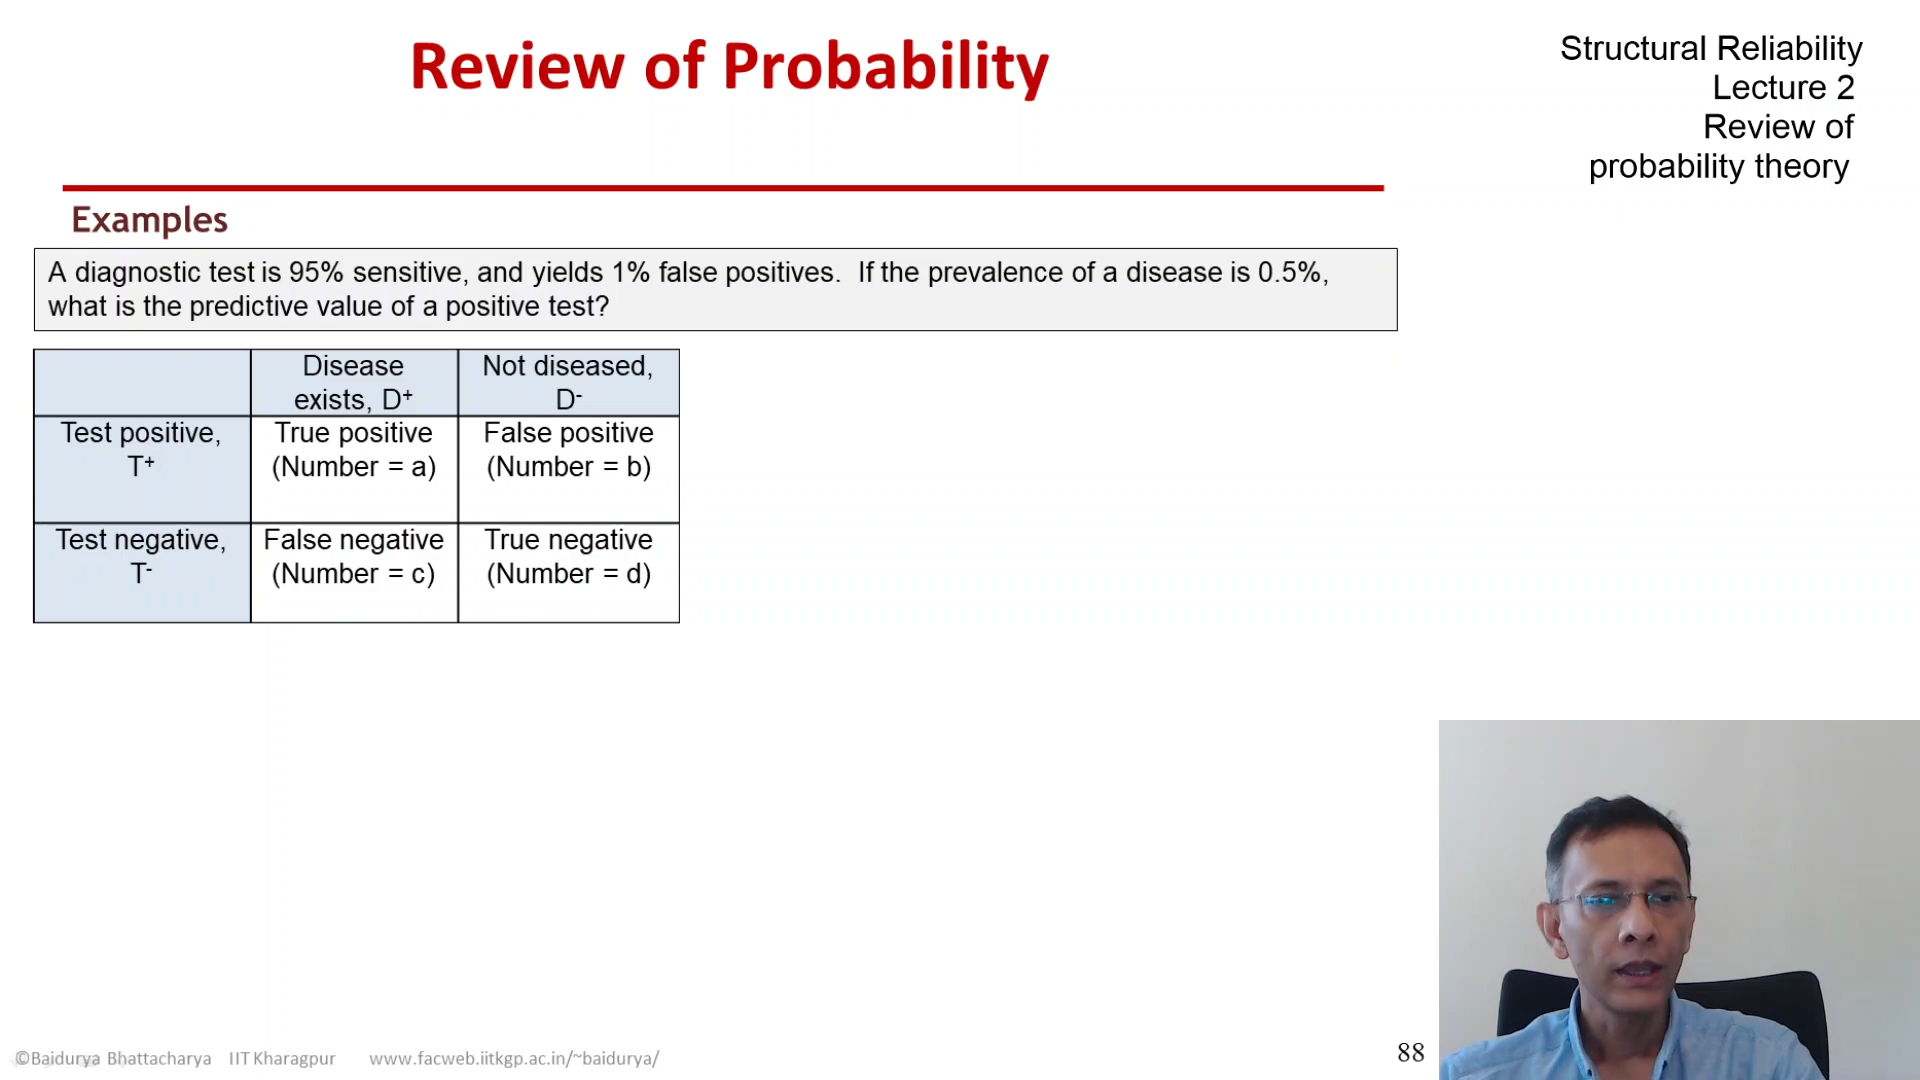 Review of Probability
Structural Reliability
Lecture 2
Review of
probability theory
Examples
A diagnostic test is 95% sensitive, and yields 1% false positives. If the prevalence of a disease is 0.5%,
what is the predictive value of a positive test?
Disease
exists, D⁺
Not diseased,
D⁻
Test positive,
T⁺
True positive
(Number = a)
False positive
(Number = b)
Test negative,
T⁻
False negative
(Number = c)
True negative
(Number = d)
©Baidurya Bhattacharya IIT Kharagpur www.facweb.iitkgp.ac.in/~baidurya/
88